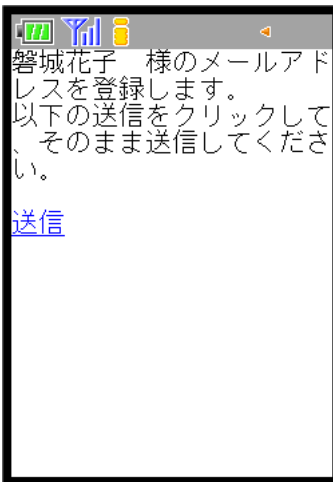 磐城花子　様のメールアド
レスを登録します。
以下の送信をクリックして
、そのまま送信してくださ
い。
送信